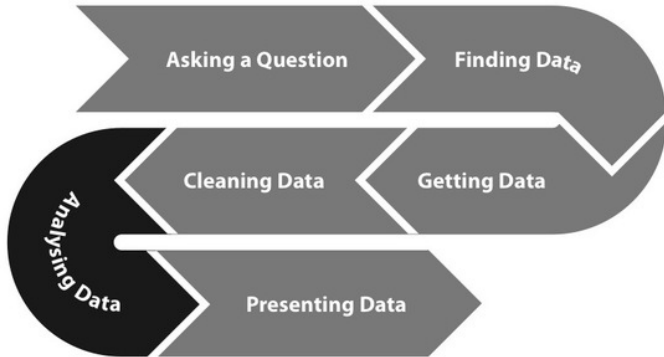 Asking a Question
Finding Data
Getting Data
Cleaning Data
Analysing Data
Presenting Data